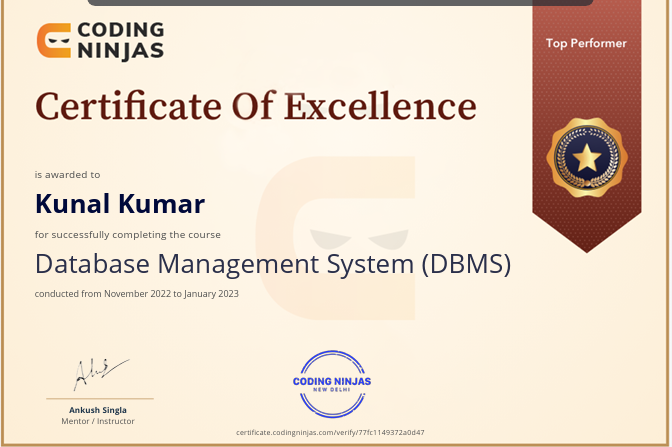 CODING
NINJAS
Top Performer
Certificate Of Excellence
is awarded to
Kunal Kumar
for successfully completing the course
Database Management System (DBMS)
conducted from November 2022 to January 2023
Ankush Singla
Mentor / Instructor
CODING NINJAS
NEW DELHI
certificate.codingninjas.com/verify/77fc1149372a0d47